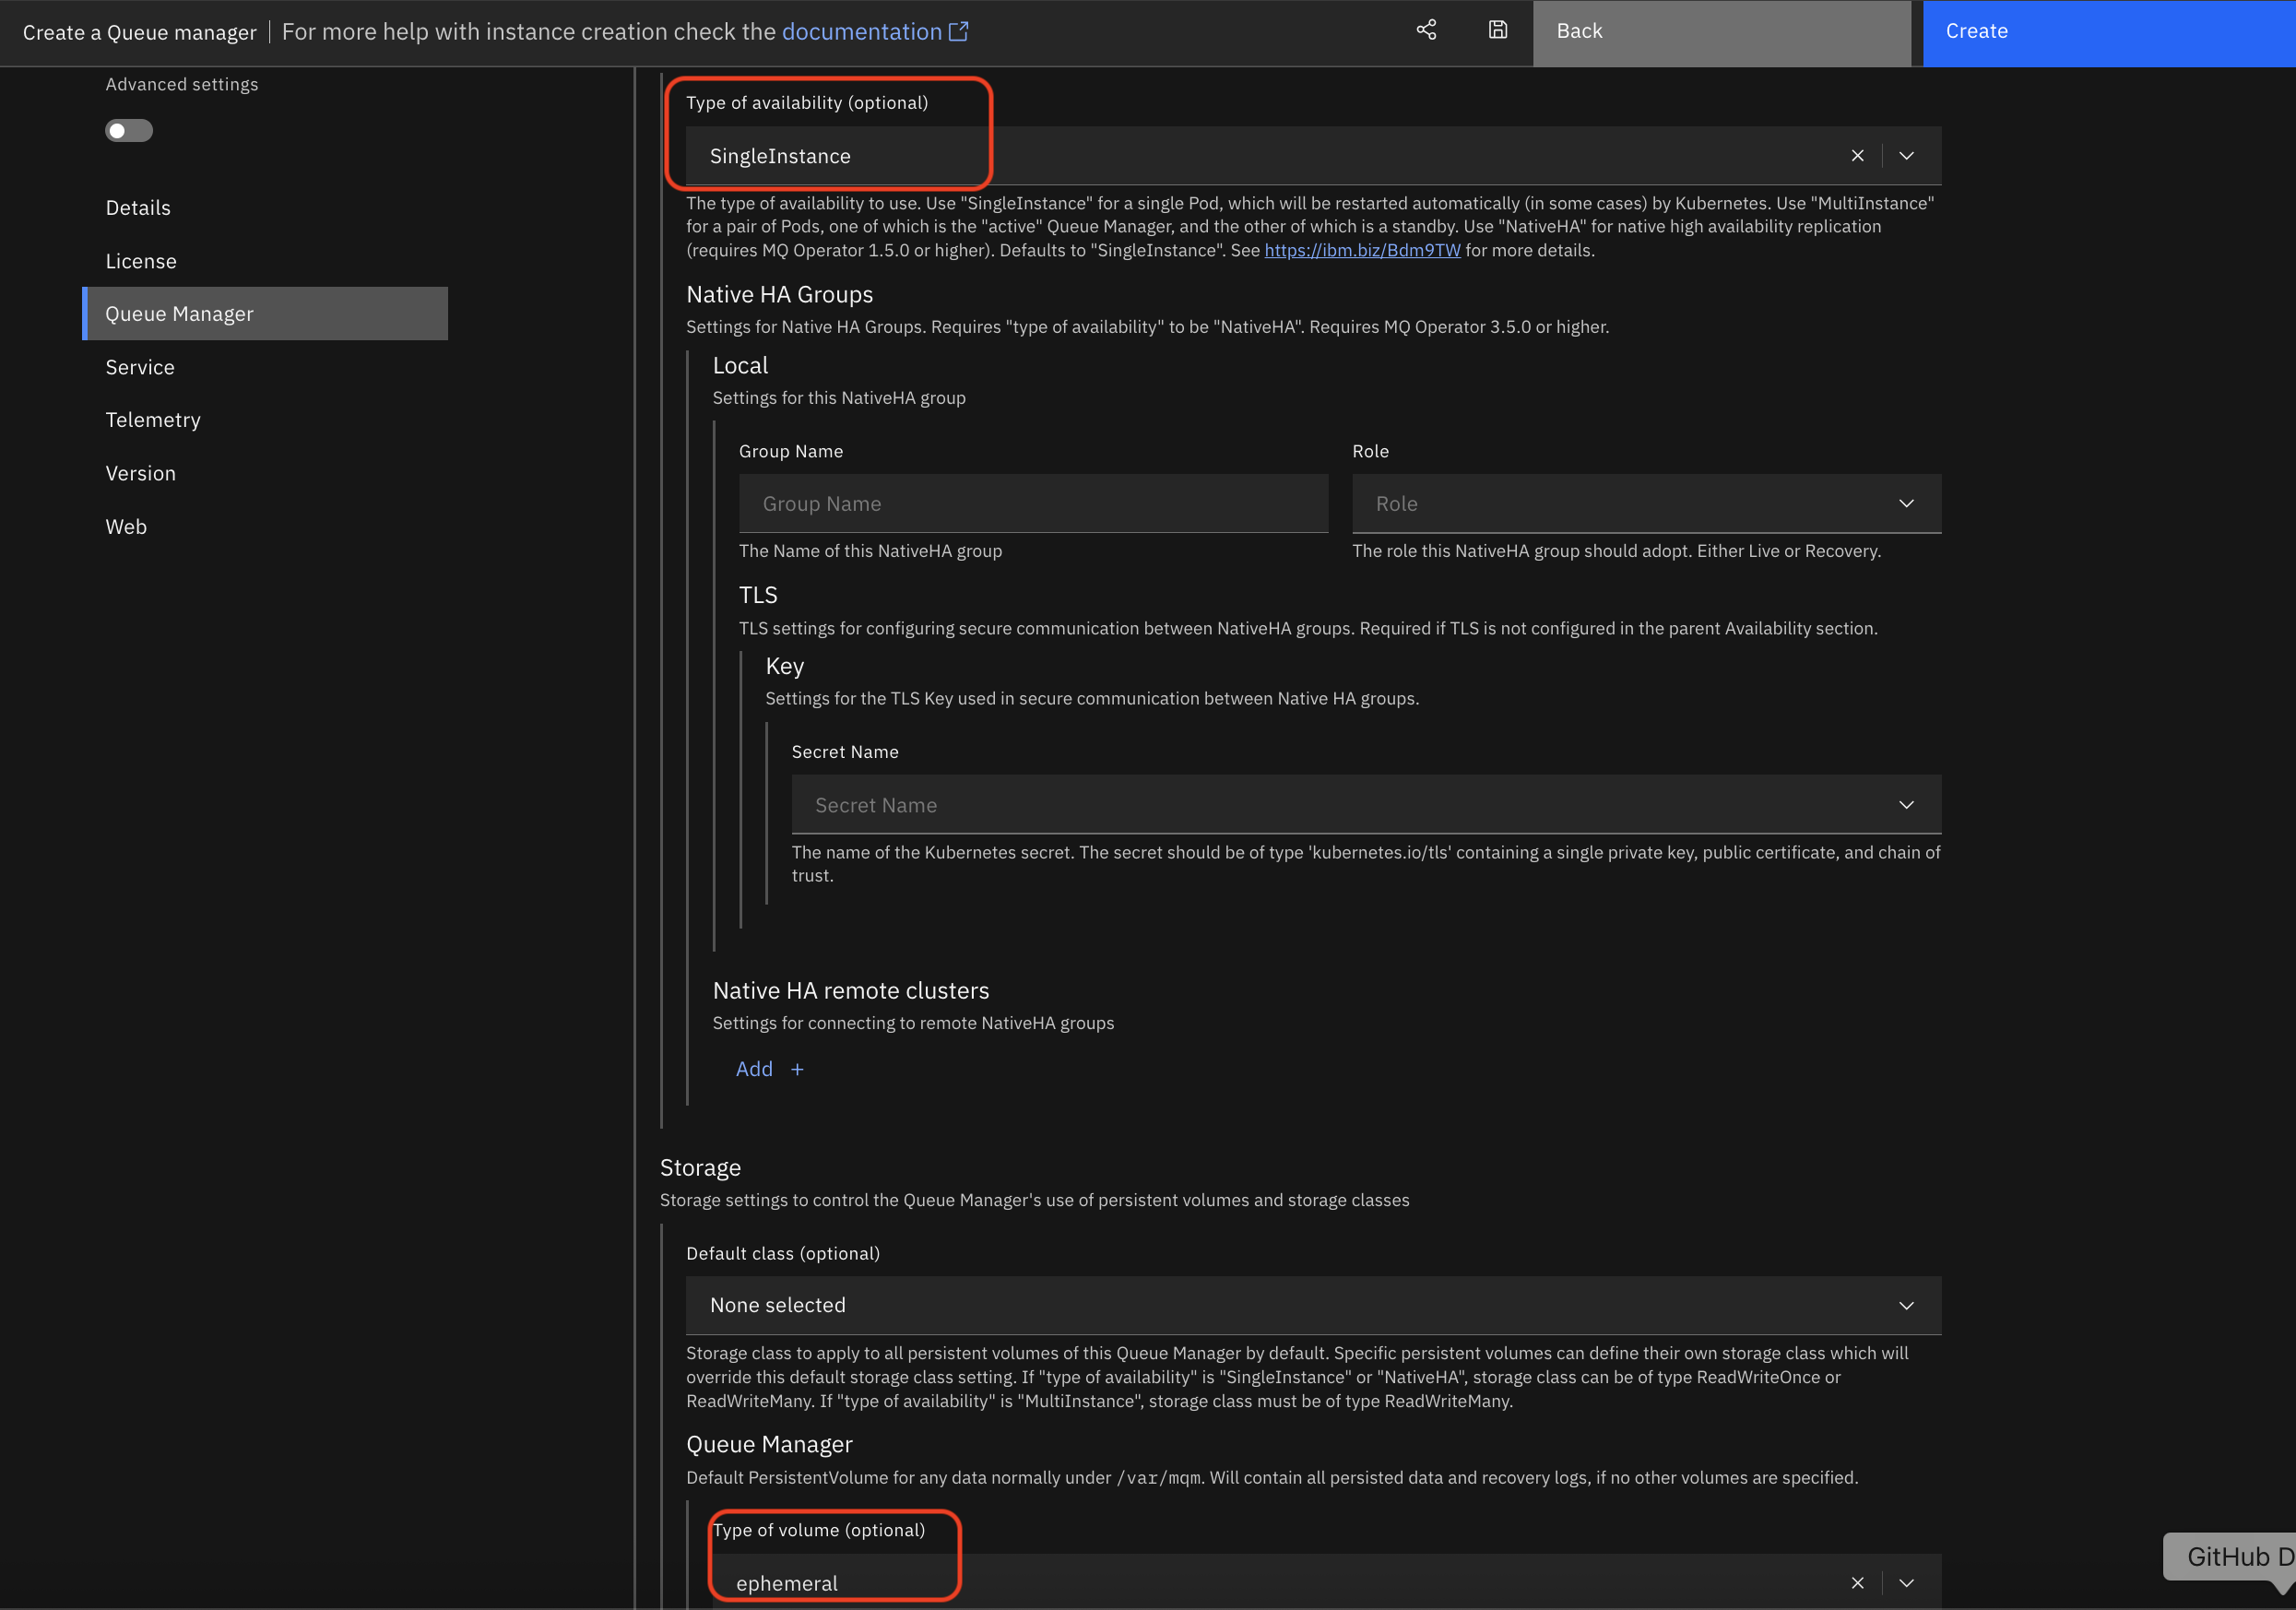 Create a Queue manager
For more help with instance creation check the documentation
Back
Create
Advanced settings
Details
License
Queue Manager
Service
Telemetry
Version
Web
Type of availability (optional)
SingleInstance
The type of availability to use. Use "SingleInstance" for a single Pod, which will be restarted automatically (in some cases) by Kubernetes. Use "MultiInstance"
for a pair of Pods, one of which is the "active" Queue Manager, and the other of which is a standby. Use "NativeHA" for native high availability replication
(requires MQ Operator 1.5.0 or higher). Defaults to "SingleInstance". See https://ibm.biz/Bdm9TW for more details.
Native HA Groups
Settings for Native HA Groups. Requires "type of availability" to be "NativeHA". Requires MQ Operator 3.5.0 or higher.
Local
Settings for this NativeHA group
Group Name
Role
Group Name
Role
The Name of this NativeHA group
The role this NativeHA group should adopt. Either Live or Recovery.
TLS
TLS settings for configuring secure communication between NativeHA groups. Required if TLS is not configured in the parent Availability section.
Key
Settings for the TLS Key used in secure communication between Native HA groups.
Secret Name
Secret Name
The name of the Kubernetes secret. The secret should be of type 'kubernetes.io/tls' containing a single private key, public certificate, and chain of
trust.
Native HA remote clusters
Settings for connecting to remote NativeHA groups
Add +
Storage
Storage settings to control the Queue Manager's use of persistent volumes and storage classes
Default class (optional)
None selected
Storage class to apply to all persistent volumes of this Queue Manager by default. Specific persistent volumes can define their own storage class which will
override this default storage class setting. If "type of availability" is "SingleInstance" or "NativeHA", storage class can be of type ReadWriteOnce or
ReadWriteMany. If "type of availability" is "MultiInstance", storage class must be of type ReadWriteMany.
Queue Manager
Default PersistentVolume for any data normally under /var/mqm. Will contain all persisted data and recovery logs, if no other volumes are specified.
Type of volume (optional)
ephemeral
GitHub D